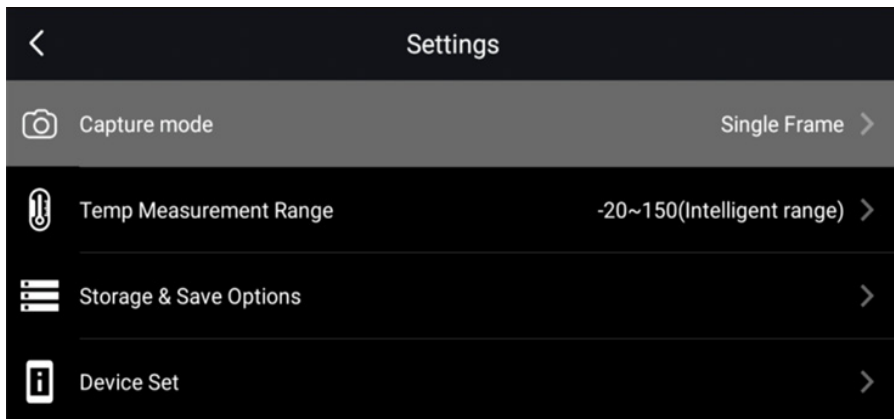 Settings
Capture mode Single Frame
Temp Measurement Range -20~150(Intelligent range)
Storage & Save Options
Device Set